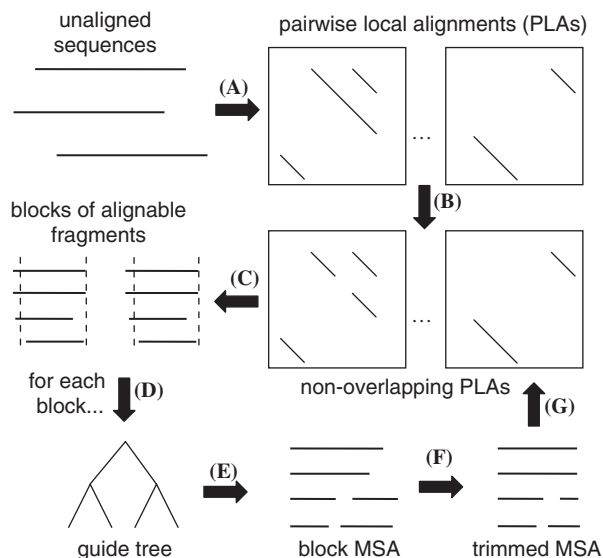 unaligned
sequences
pairwise local alignments (PLAs)
(A)
...
...
(B)
blocks of alignable
fragments
(C)
...
non-overlapping PLAs
for each
block...
(D)
(G)
(E)
(F)
guide tree
block MSA
trimmed MSA